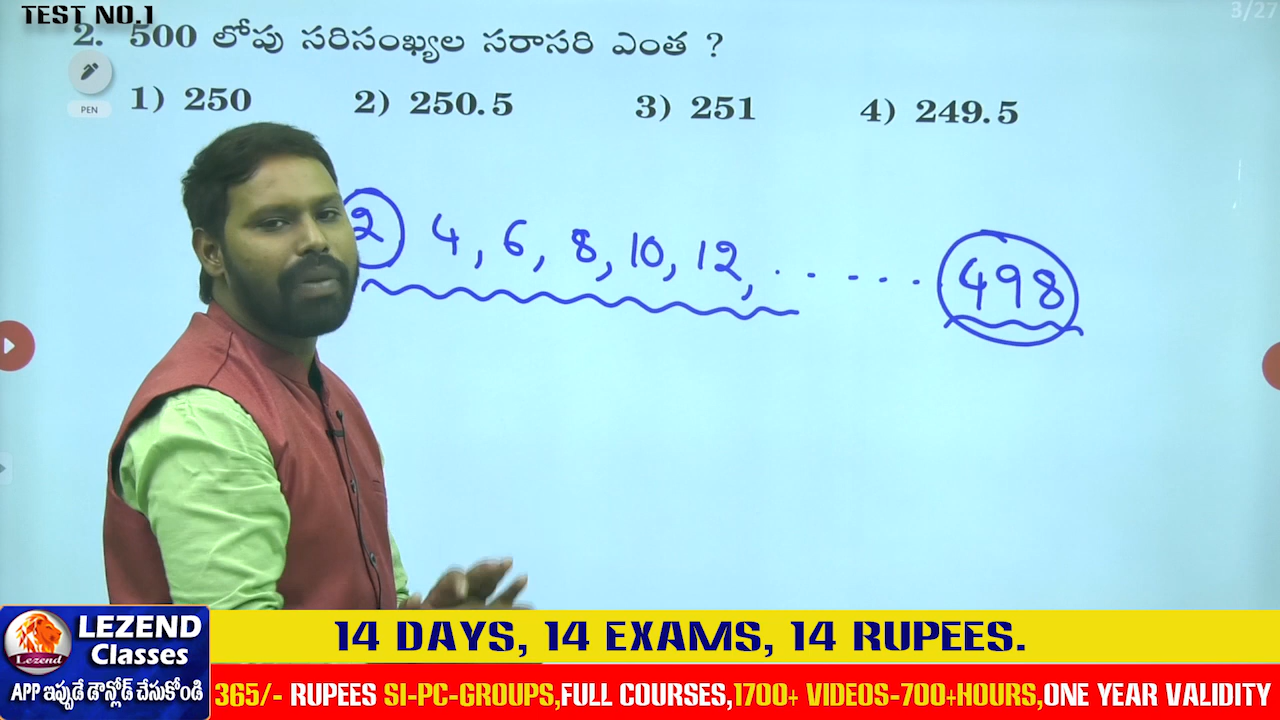 TEST NO.1
3/27
2. 500 లోపు సరిసంఖ్యల సరాసరి ఎంత ?
PEN
1) 250 2) 250.5 3) 251 4) 249.5
2 4, 6, 8, 10, 12, . . - - . . 498
LEZEND
Classes
Lezend
APP ఇప్పుడే డౌన్లోడ్ చేసుకోండి
14 DAYS, 14 EXAMS, 14 RUPEES.
365/- RUPEES SI-PC-GROUPS,FULL COURSES,1700+ VIDEOS-700+HOURS,ONE YEAR VALIDITY